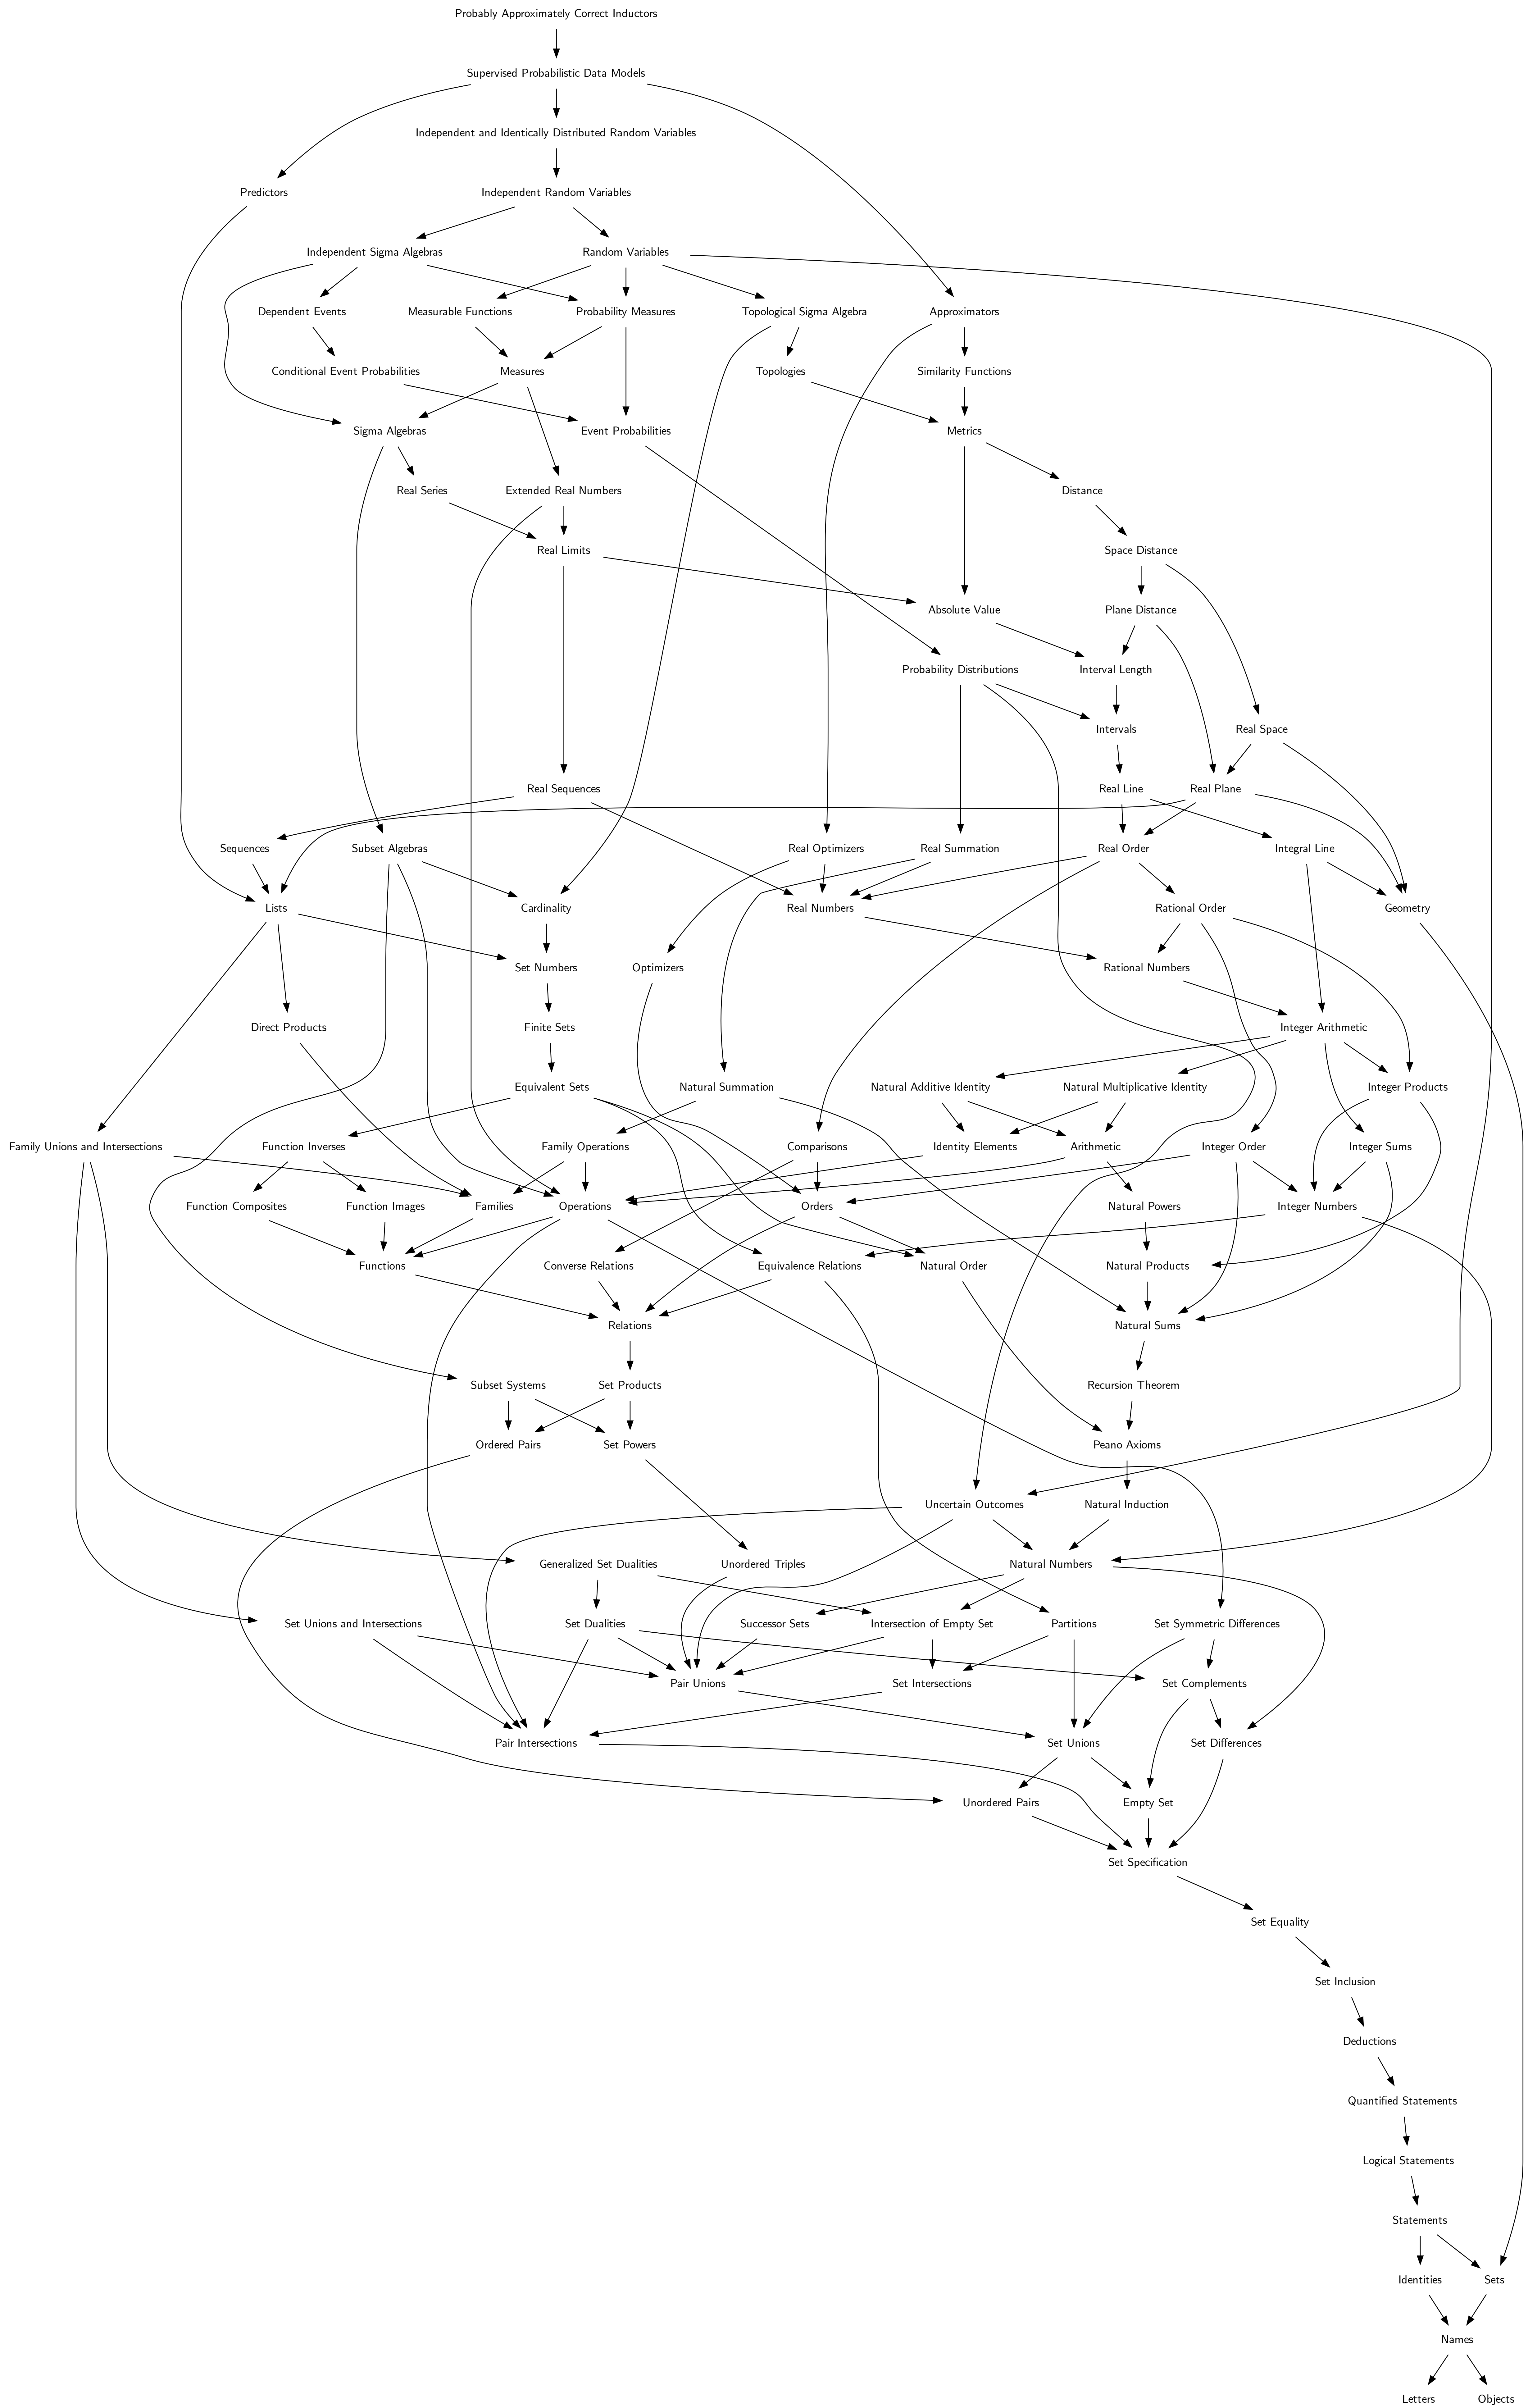 Probably Approximately Correct Inductors
Supervised Probabilistic Data Models
Independent and Identically Distributed Random Variables
Predictors
Independent Random Variables
Independent Sigma Algebras
Random Variables
Dependent Events
Measurable Functions
Probability Measures
Topological Sigma Algebra
Approximators
Conditional Event Probabilities
Measures
Topologies
Similarity Functions
Sigma Algebras
Event Probabilities
Metrics
Real Series
Extended Real Numbers
Distance
Real Limits
Space Distance
Absolute Value
Plane Distance
Probability Distributions
Interval Length
Intervals
Real Space
Real Sequences
Real Line
Real Plane
Sequences
Subset Algebras
Real Optimizers
Real Summation
Real Order
Integral Line
Lists
Cardinality
Real Numbers
Rational Order
Geometry
Set Numbers
Optimizers
Rational Numbers
Direct Products
Finite Sets
Integer Arithmetic
Equivalent Sets
Natural Summation
Natural Additive Identity
Natural Multiplicative Identity
Integer Products
Family Unions and Intersections
Function Inverses
Family Operations
Comparisons
Identity Elements
Arithmetic
Integer Order
Integer Sums
Function Composites
Function Images
Families
Operations
Orders
Natural Powers
Integer Numbers
Functions
Converse Relations
Equivalence Relations
Natural Order
Natural Products
Relations
Natural Sums
Subset Systems
Set Products
Recursion Theorem
Ordered Pairs
Set Powers
Peano Axioms
Uncertain Outcomes
Natural Induction
Generalized Set Dualities
Unordered Triples
Natural Numbers
Set Unions and Intersections
Set Dualities
Successor Sets
Intersection of Empty Set
Partitions
Set Symmetric Differences
Pair Unions
Set Intersections
Set Complements
Pair Intersections
Set Unions
Set Differences
Unordered Pairs
Empty Set
Set Specification
Set Equality
Set Inclusion
Deductions
Quantified Statements
Logical Statements
Statements
Identities
Sets
Names
Letters
Objects